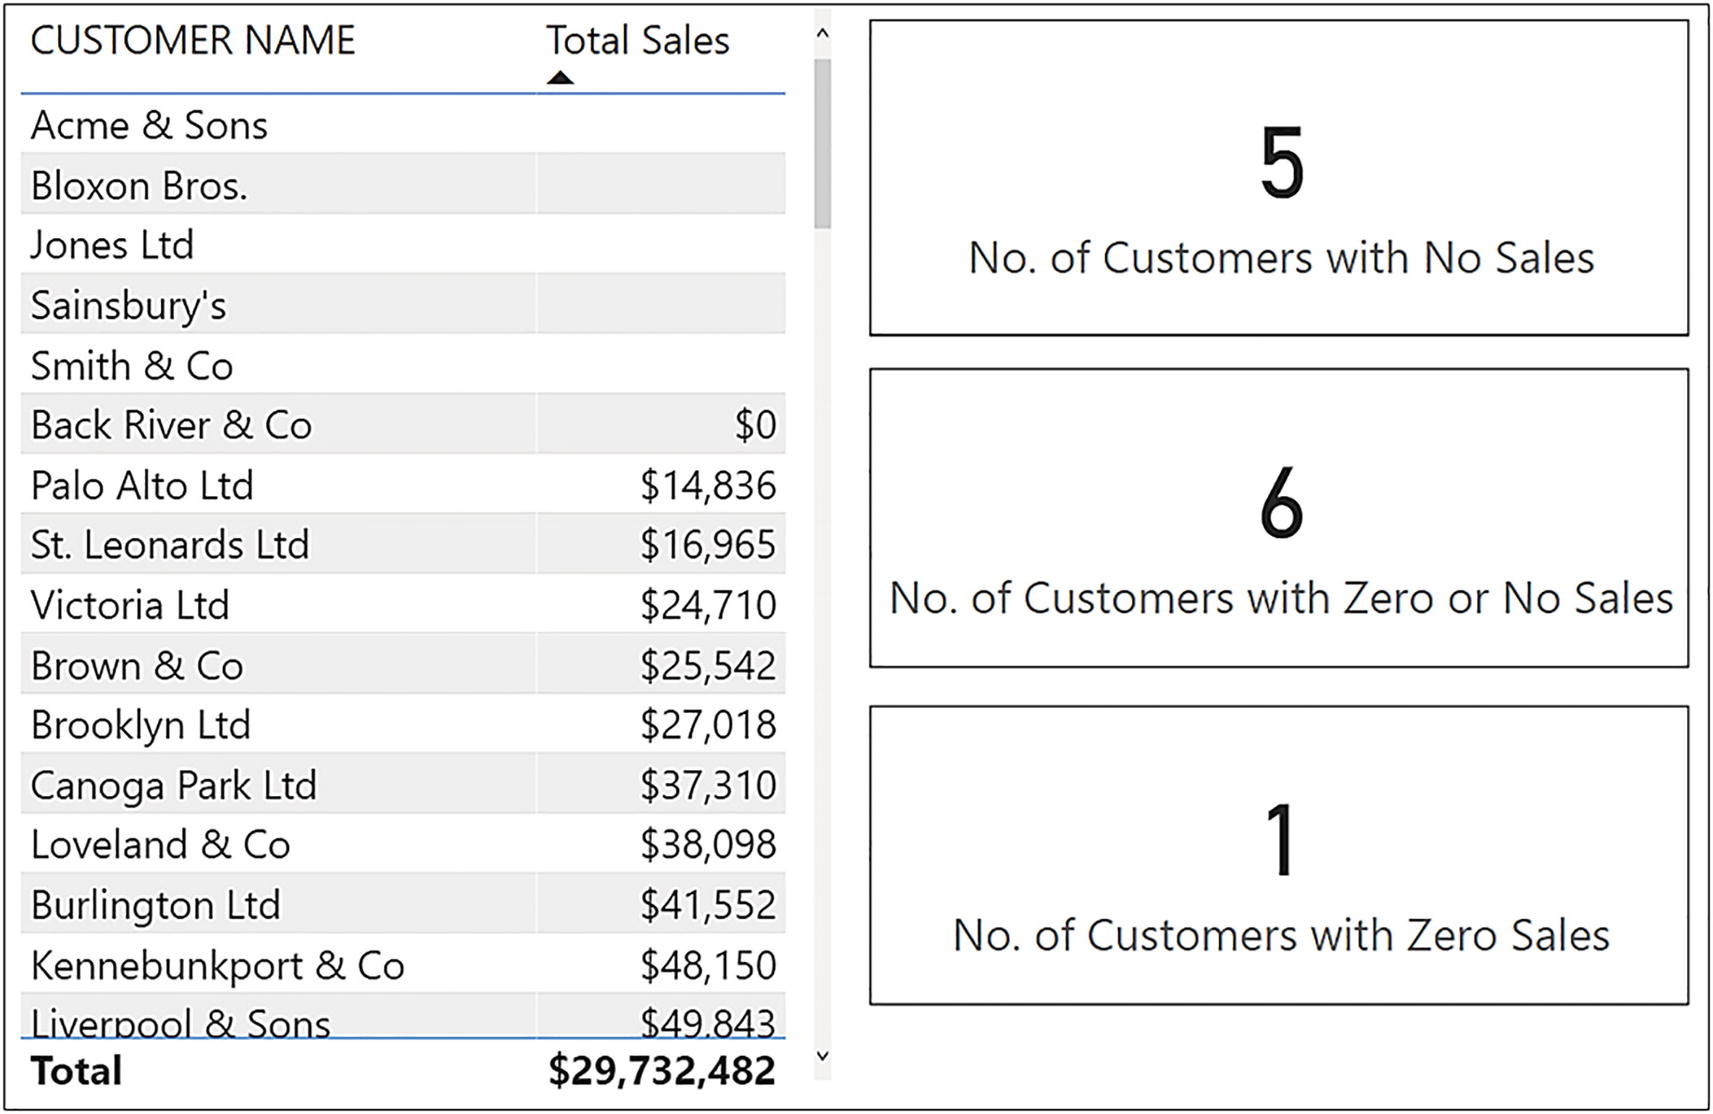 CUSTOMER NAME Total Sales
Acme & Sons
Bloxon Bros.
Jones Ltd
Sainsbury's
Smith & Co
Back River & Co $0
Palo Alto Ltd $14,836
St. Leonards Ltd $16,965
Victoria Ltd $24,710
Brown & Co $25,542
Brooklyn Ltd $27,018
Canoga Park Ltd $37,310
Loveland & Co $38,098
Burlington Ltd $41,552
Kennebunkport & Co $48,150
Liverpool & Sons $49,843
Total $29,732,482
5
No. of Customers with No Sales
6
No. of Customers with Zero or No Sales
1
No. of Customers with Zero Sales